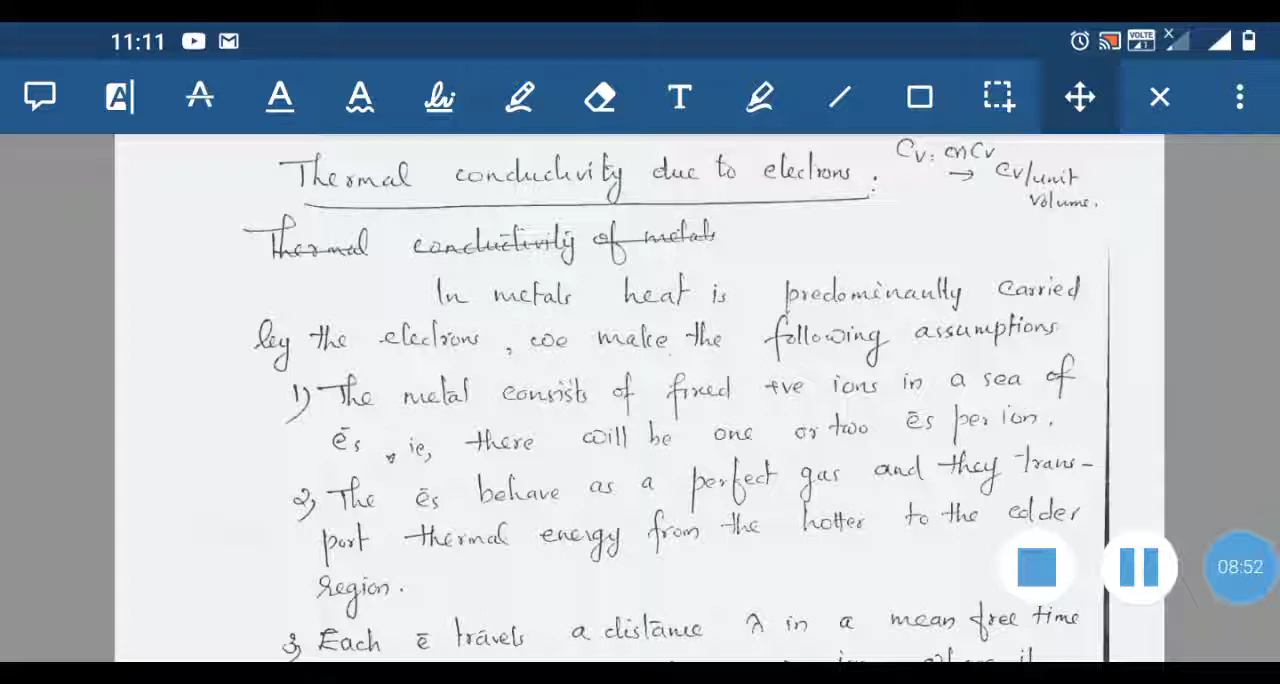 11:11
VOLTE
Thermal conductivity due to electrons :
Cv = mCv
→ Cv/unit
volume.
Thermal conductivity of metals
In metals heat is predominantly carried
by the electrons, we make the following assumptions
1) The metal consists of fixed +ve ions in a sea of
ēs, ie, there will be one or two ēs per ion.
2) The ēs behave as a perfect gas and they trans-
port thermal energy from the hotter to the colder
region.
08:52
3) Each ē travels a distance λ in a mean free time